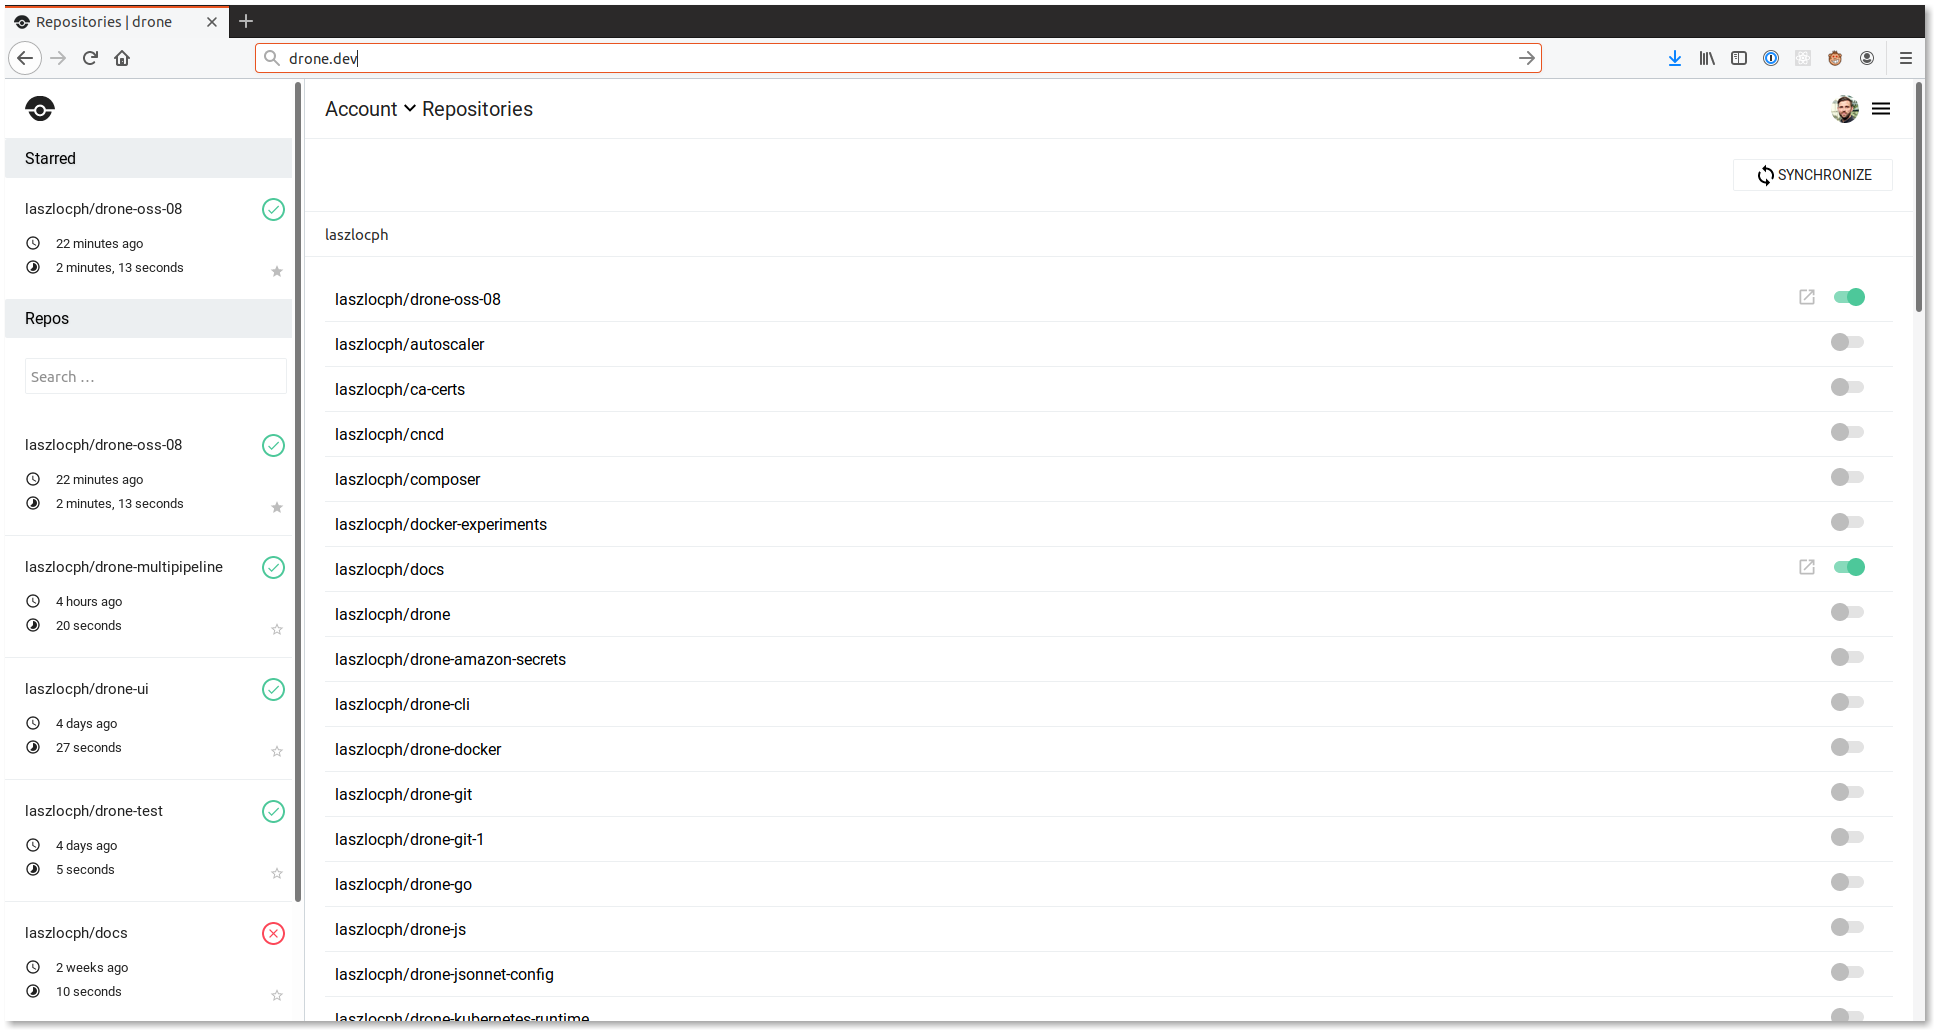 Repositories | drone
drone.dev
Starred
laszlocph/drone-oss-08
22 minutes ago
2 minutes, 13 seconds
Repos
Search ...
laszlocph/drone-oss-08
22 minutes ago
2 minutes, 13 seconds
laszlocph/drone-multipipeline
4 hours ago
20 seconds
laszlocph/drone-ui
4 days ago
27 seconds
laszlocph/drone-test
4 days ago
5 seconds
laszlocph/docs
2 weeks ago
10 seconds
Account Repositories
SYNCHRONIZE
laszlocph
laszlocph/drone-oss-08
laszlocph/autoscaler
laszlocph/ca-certs
laszlocph/cncd
laszlocph/composer
laszlocph/docker-experiments
laszlocph/docs
laszlocph/drone
laszlocph/drone-amazon-secrets
laszlocph/drone-cli
laszlocph/drone-docker
laszlocph/drone-git
laszlocph/drone-git-1
laszlocph/drone-go
laszlocph/drone-js
laszlocph/drone-jsonnet-config
laszlocph/drone-kubernetes-runtime